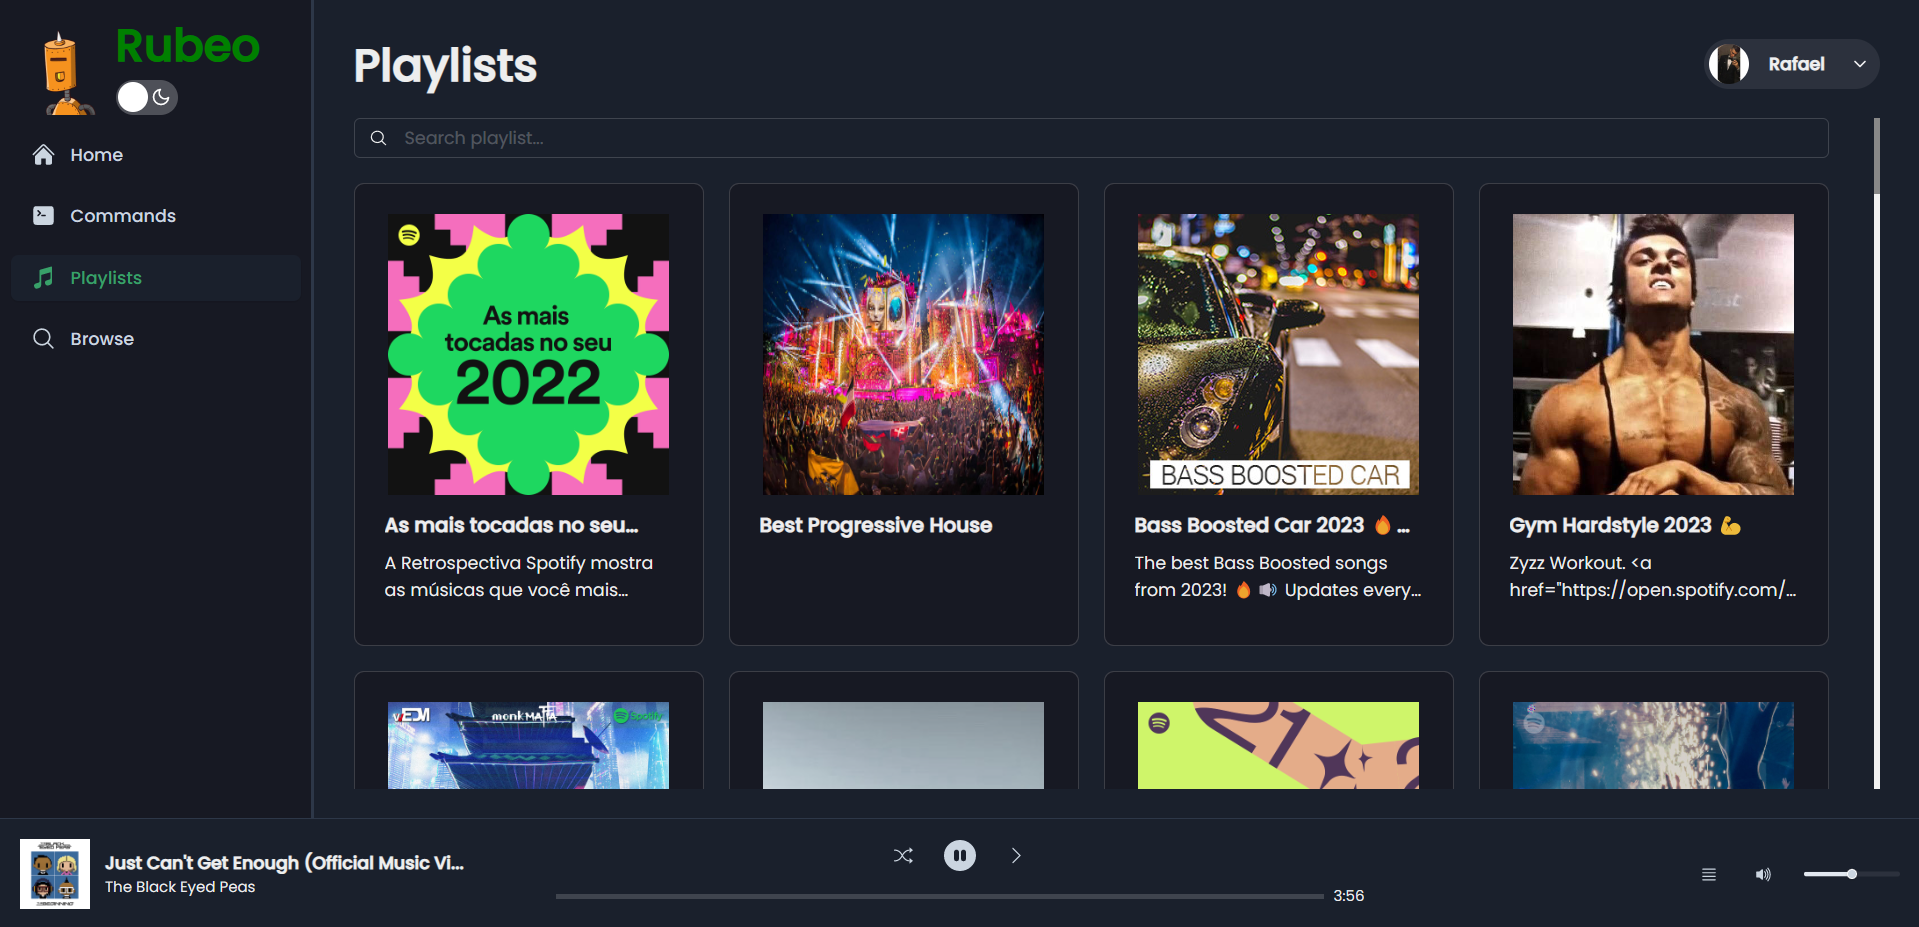 Rubeo
Home
Commands
Playlists
Browse
Playlists
Rafael
Search playlist...
As mais
tocadas no seu
2022
As mais tocadas no seu...
A Retrospectiva Spotify mostra
as músicas que você mais...
Best Progressive House
BASS BOOSTED CAR
Bass Boosted Car 2023 🔥 ...
The best Bass Boosted songs
from 2023! 🔥 🔊 Updates every...
Gym Hardstyle 2023 💪
Zyzz Workout. <a
href="https://open.spotify.com/...
monk
Spotify
21
Just Can't Get Enough (Official Music Vi...
The Black Eyed Peas
3:56